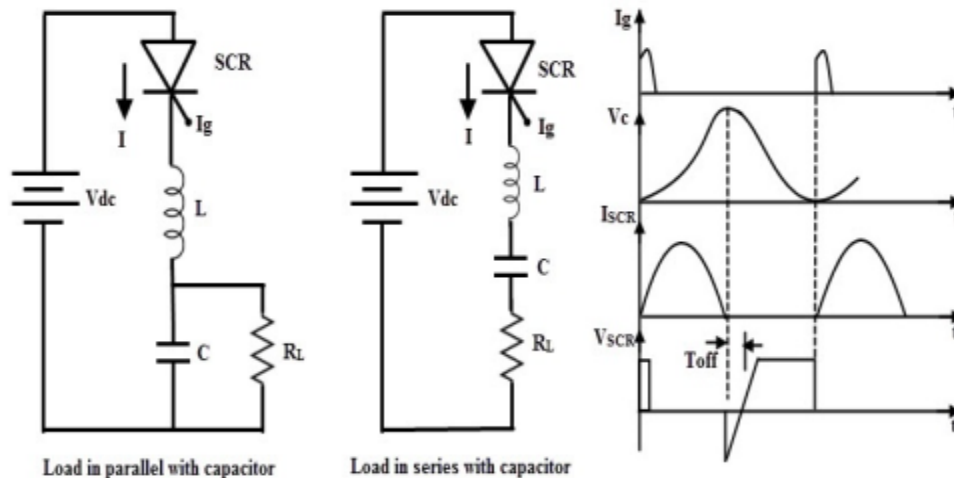 SCR
I
Ig
Vdc
L
C
RL
Load in parallel with capacitor
SCR
I
Ig
Vdc
L
C
RL
Load in series with capacitor
Ig
t
Vc
t
ISCR
t
VSCR
Toff
t